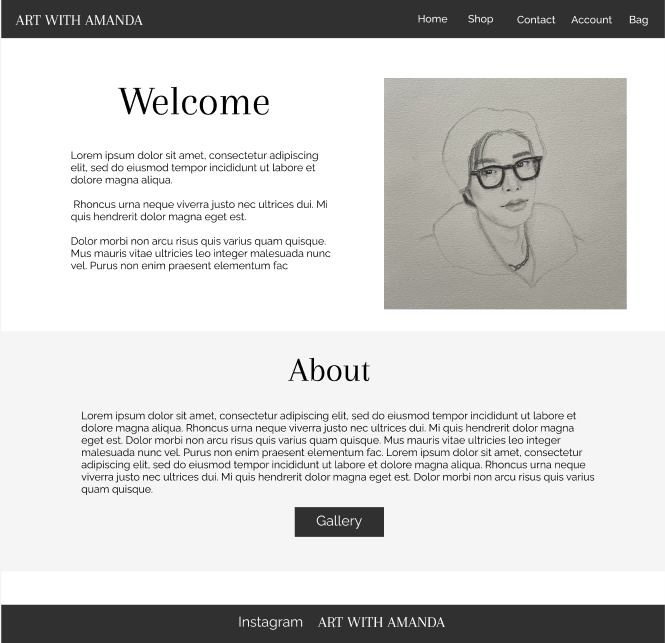 ART WITH AMANDA
Home Shop Contact Account Bag
Welcome
Lorem ipsum dolor sit amet, consectetur adipiscing
elit, sed do eiusmod tempor incididunt ut labore et
dolore magna aliqua.
Rhoncus urna neque viverra justo nec ultrices dui. Mi
quis hendrerit dolor magna eget est.
Dolor morbi non arcu risus quis varius quam quisque.
Mus mauris vitae ultricies leo integer malesuada nunc
vel. Purus non enim praesent elementum fac
About
Lorem ipsum dolor sit amet, consectetur adipiscing elit, sed do eiusmod tempor incididunt ut labore et
dolore magna aliqua. Rhoncus urna neque viverra justo nec ultrices dui. Mi quis hendrerit dolor magna
eget est. Dolor morbi non arcu risus quis varius quam quisque. Mus mauris vitae ultricies leo integer
malesuada nunc vel. Purus non enim praesent elementum fac. Lorem ipsum dolor sit amet, consectetur
adipiscing elit, sed do eiusmod tempor incididunt ut labore et dolore magna aliqua. Rhoncus urna neque
viverra justo nec ultrices dui. Mi quis hendrerit dolor magna eget est. Dolor morbi non arcu risus quis varius
quam quisque.
Gallery
Instagram ART WITH AMANDA